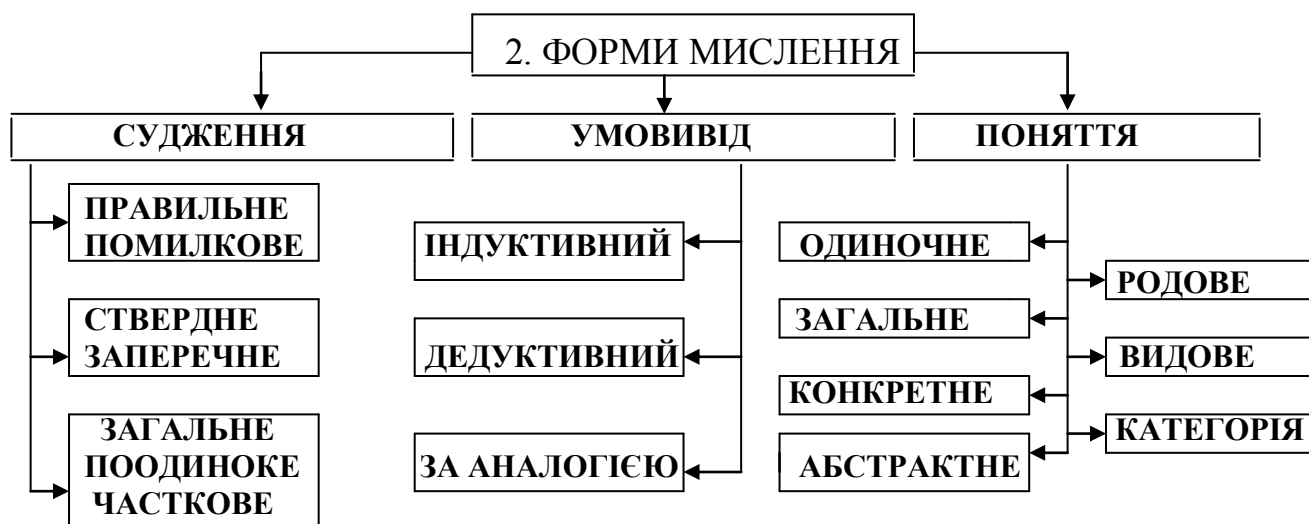 2. ФОРМИ МИСЛЕННЯ
СУДЖЕННЯ
ПРАВИЛЬНЕ
ПОМИЛКОВЕ
СТВЕРДНЕ
ЗАПЕРЕЧНЕ
ЗАГАЛЬНЕ
ПООДИНОКЕ
ЧАСТКОВЕ
УМОВИВІД
ІНДУКТИВНИЙ
ДЕДУКТИВНИЙ
ЗА АНАЛОГІЄЮ
ПОНЯТТЯ
ОДИНОЧНЕ
ЗАГАЛЬНЕ
КОНКРЕТНЕ
АБСТРАКТНЕ
РОДОВЕ
ВИДОВЕ
КАТЕГОРІЯ